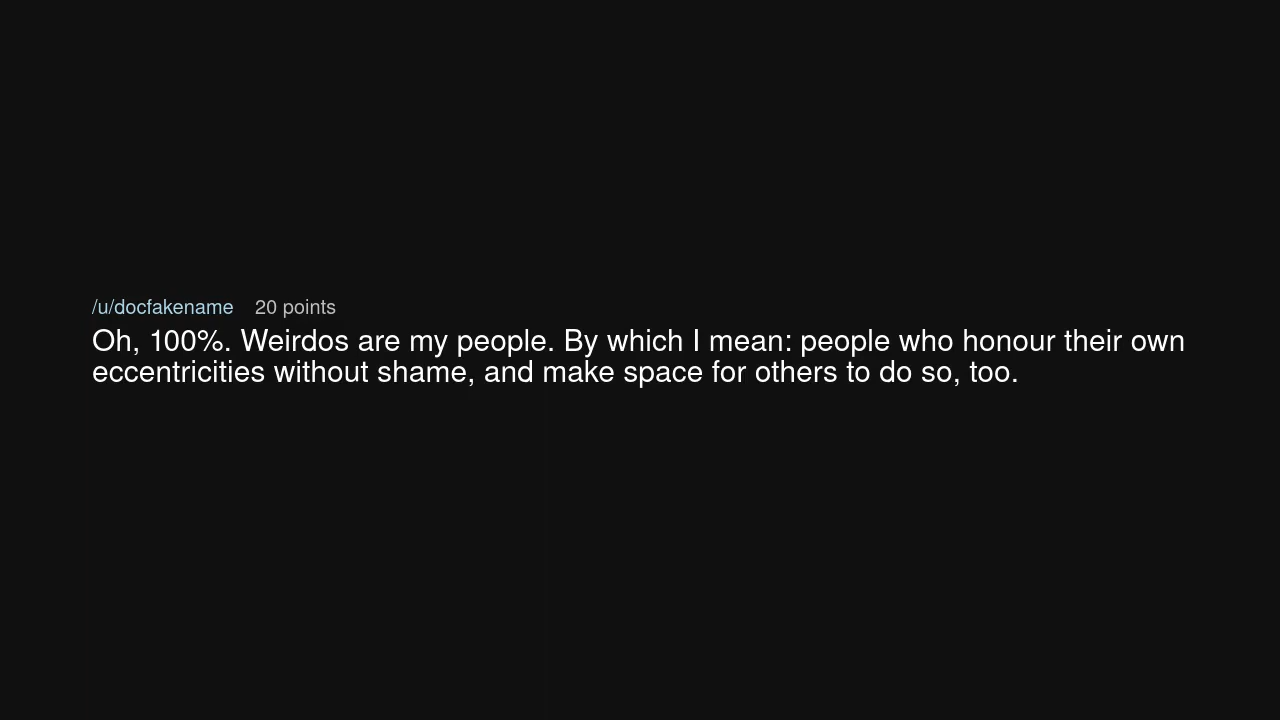 /u/docfakename 20 points
Oh, 100%. Weirdos are my people. By which I mean: people who honour their own
eccentricities without shame, and make space for others to do so, too.